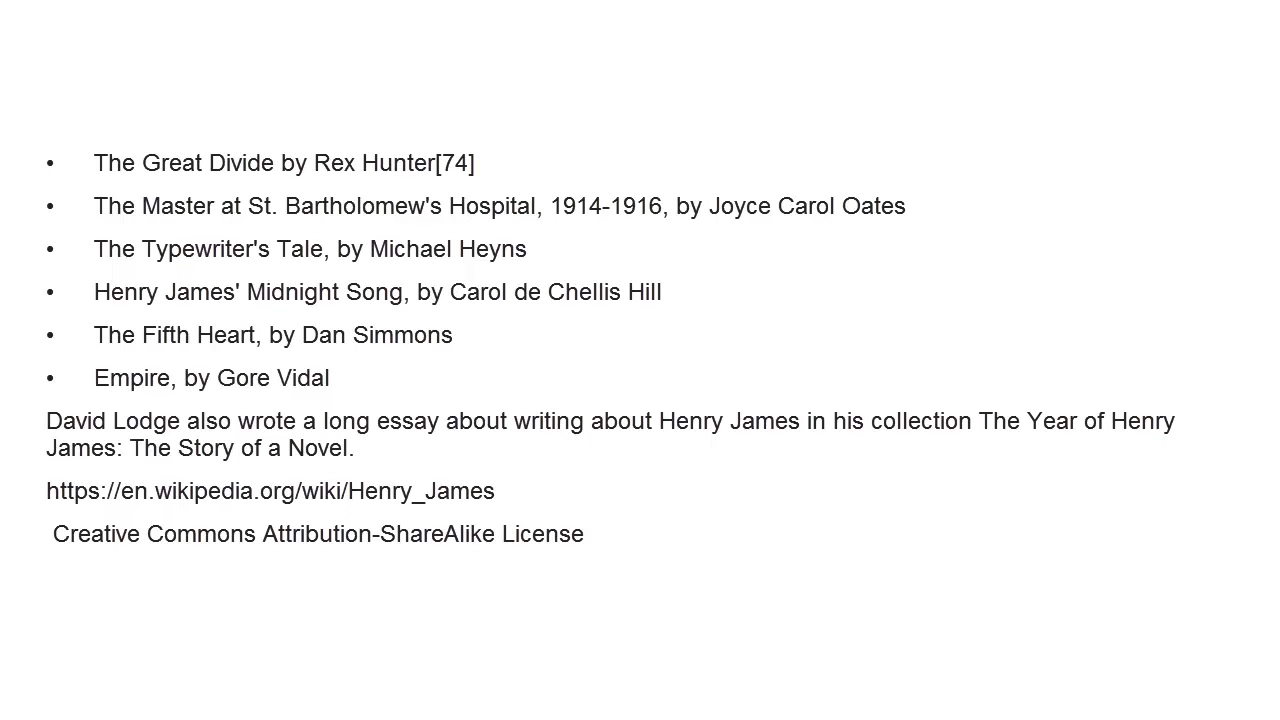 • The Great Divide by Rex Hunter[74]
• The Master at St. Bartholomew's Hospital, 1914-1916, by Joyce Carol Oates
• The Typewriter's Tale, by Michael Heyns
• Henry James' Midnight Song, by Carol de Chellis Hill
• The Fifth Heart, by Dan Simmons
• Empire, by Gore Vidal
David Lodge also wrote a long essay about writing about Henry James in his collection The Year of Henry
James: The Story of a Novel.
https://en.wikipedia.org/wiki/Henry_James
Creative Commons Attribution-ShareAlike License